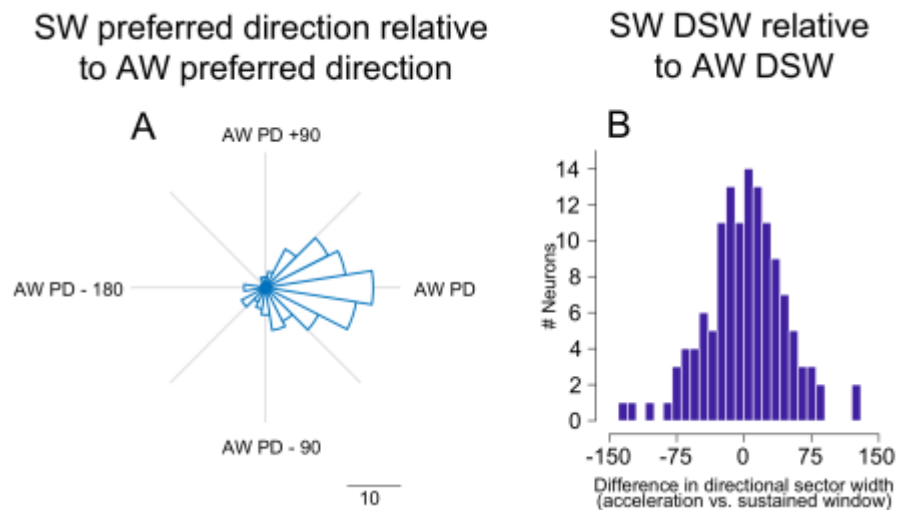 SW preferred direction relative
to AW preferred direction
SW DSW relative
to AW DSW
A
AW PD +90
AW PD - 180
AW PD
AW PD - 90
10
B
# Neurons
14
12
10
8
6
4
2
0
-150 -75 0 75 150
Difference in directional sector width
(acceleration vs. sustained window)